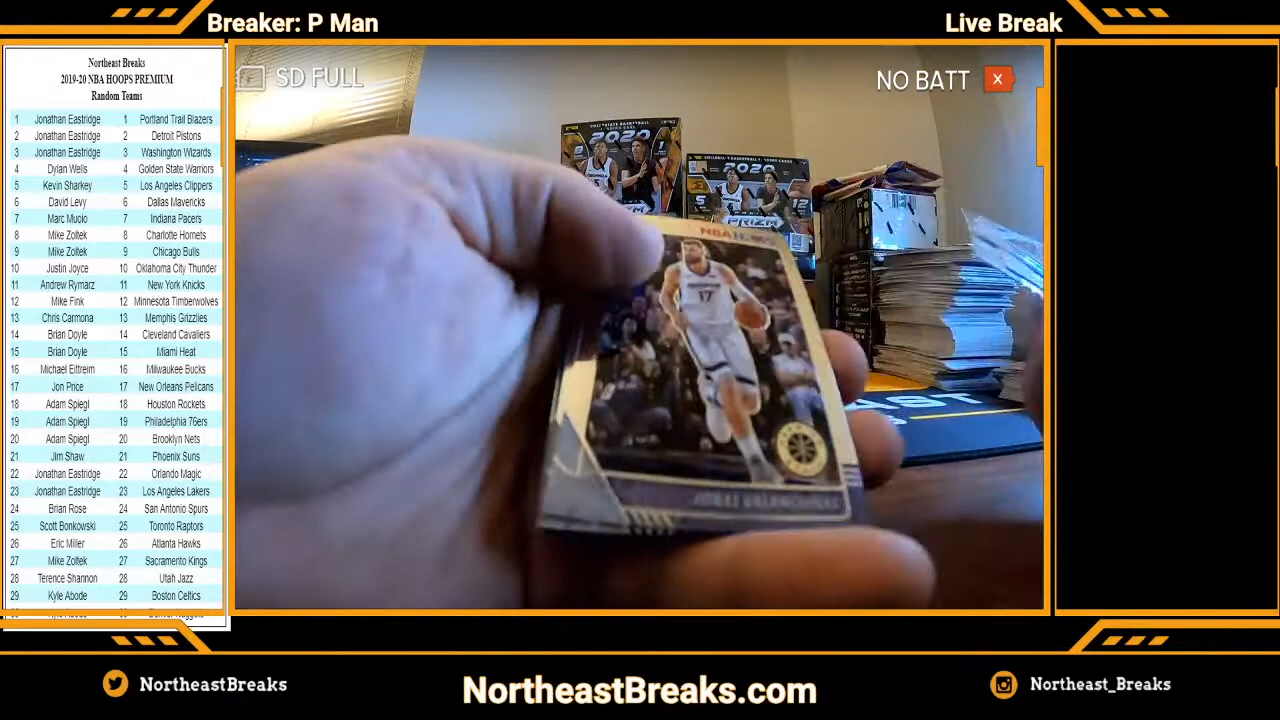 Breaker: P Man
Live Break
Northeast Breaks
2019-20 NBA HOOPS PREMIUM
Random Teams
1 Jonathan Eastridge 1 Portland Trail Blazers
2 Jonathan Eastridge 2 Detroit Pistons
3 Jonathan Eastridge 3 Washington Wizards
4 Dylan Wells 4 Golden State Warriors
5 Kevin Sharkey 5 Los Angeles Clippers
6 David Levy 6 Dallas Mavericks
7 Marc Muoio 7 Indiana Pacers
8 Mike Zoltek 8 Charlotte Hornets
9 Mike Zoltek 9 Chicago Bulls
10 Justin Joyce 10 Oklahoma City Thunder
11 Andrew Rymarz 11 New York Knicks
12 Mike Fink 12 Minnesota Timberwolves
13 Chris Carmona 13 Memphis Grizzlies
14 Brian Doyle 14 Cleveland Cavaliers
15 Brian Doyle 15 Miami Heat
16 Michael Eittreim 16 Milwaukee Bucks
17 Jon Price 17 New Orleans Pelicans
18 Adam Spiegl 18 Houston Rockets
19 Adam Spiegl 19 Philadelphia 76ers
20 Adam Spiegl 20 Brooklyn Nets
21 Jim Shaw 21 Phoenix Suns
22 Jonathan Eastridge 22 Orlando Magic
23 Jonathan Eastridge 23 Los Angeles Lakers
24 Brian Rose 24 San Antonio Spurs
25 Scott Bonkowski 25 Toronto Raptors
26 Eric Miller 26 Atlanta Hawks
27 Mike Zoltek 27 Sacramento Kings
28 Terence Shannon 28 Utah Jazz
29 Kyle Abode 29 Boston Celtics
SD FULL
NO BATT
2020
PRIZM
2020
5
12
PRIZM
17
AST
NortheastBreaks
NortheastBreaks.com
Northeast_Breaks